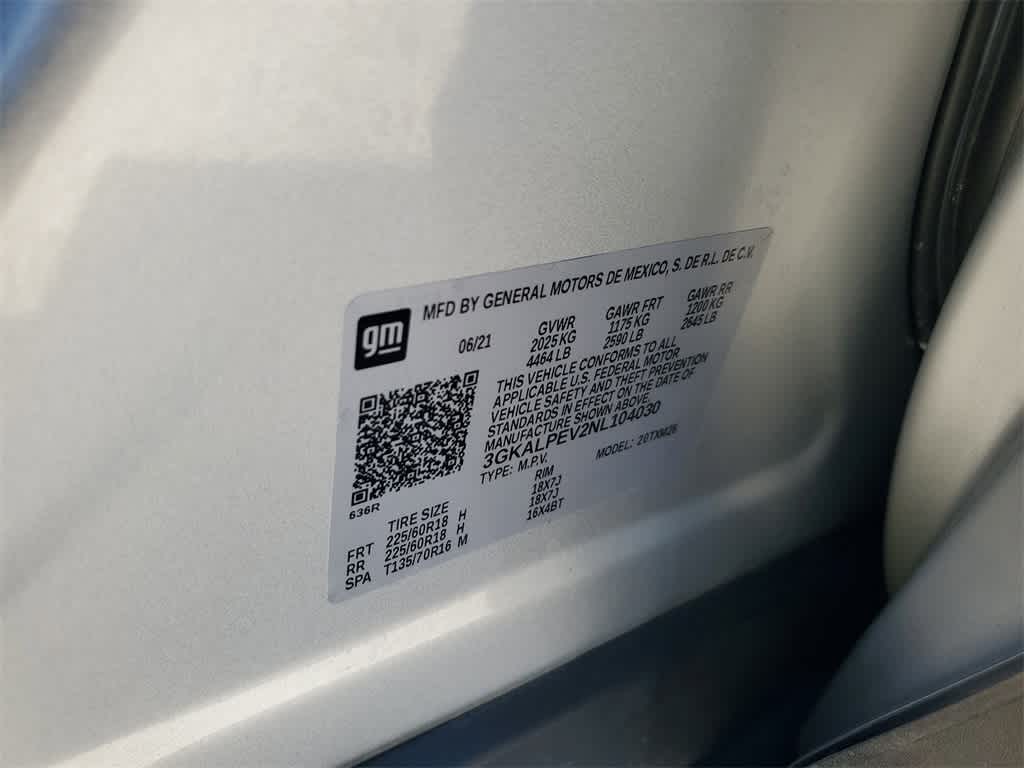 gm
MFD BY GENERAL MOTORS DE MEXICO, S. DE R.L. DE C.V.
06/21
GVWR GAWR FRT GAWR RR
2025 KG 1175 KG 1200 KG
4464 LB 2590 LB 2645 LB
THIS VEHICLE CONFORMS TO ALL
APPLICABLE U.S. FEDERAL MOTOR
VEHICLE SAFETY AND THEFT PREVENTION
STANDARDS IN EFFECT ON THE DATE OF
MANUFACTURE SHOWN ABOVE.
3GKALPEV2NL104030
TYPE: M.P.V. MODEL: 20TXM26
636R
TIRE SIZE RIM
FRT 225/60R18 H 18X7J
RR 225/60R18 H 18X7J
SPA T135/70R16 M 16X4BT